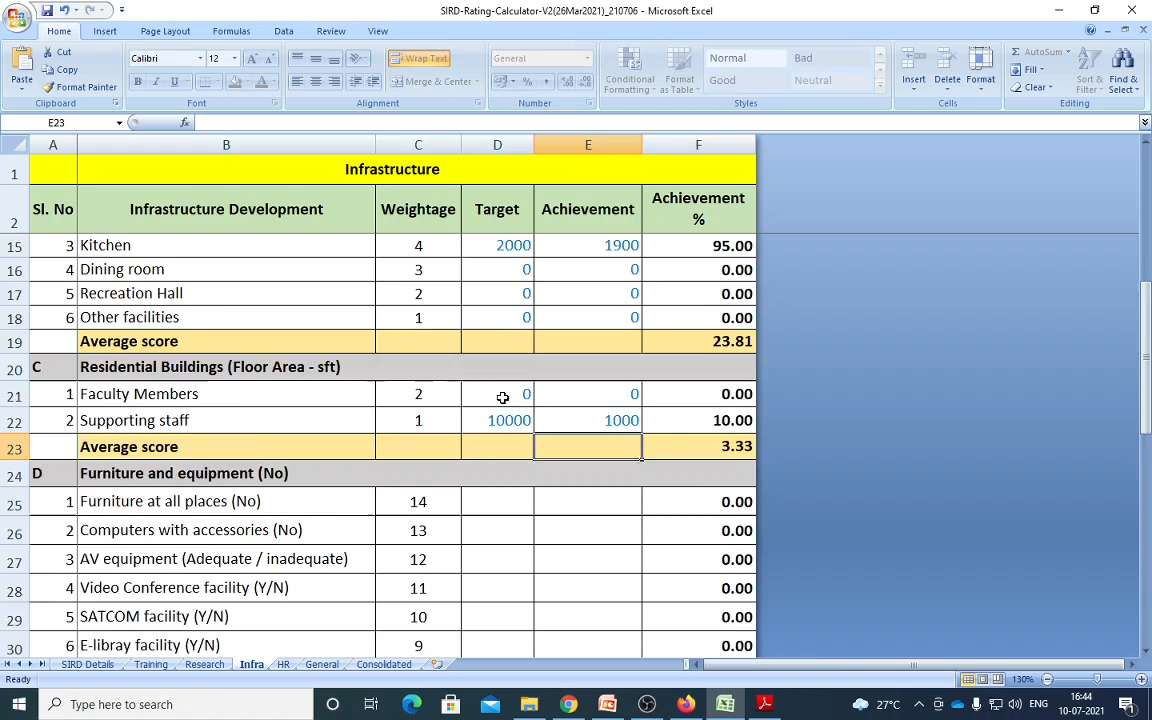 SIRD-Rating-Calculator-V2(26Mar2021)_210706 - Microsoft Excel
Home Insert Page Layout Formulas Data Review View
Paste Cut Copy Format Painter Clipboard
Calibri 12 A A B I U A Font
Wrap Text Merge & Center Alignment
General % , Number
Conditional Formatting Format as Table Normal Bad Good Neutral Styles
Insert Delete Format Cells
Σ AutoSum Fill Clear Sort & Filter Find & Select Editing
E23 fx
A B C D E F
1 Infrastructure
2 Sl. No Infrastructure Development Weightage Target Achievement Achievement %
15 3 Kitchen 4 2000 1900 95.00
16 4 Dining room 3 0 0 0.00
17 5 Recreation Hall 2 0 0 0.00
18 6 Other facilities 1 0 0 0.00
19 Average score 23.81
20 C Residential Buildings (Floor Area - sft)
21 1 Faculty Members 2 0 0 0.00
22 2 Supporting staff 1 10000 1000 10.00
23 Average score 3.33
24 D Furniture and equipment (No)
25 1 Furniture at all places (No) 14 0.00
26 2 Computers with accessories (No) 13 0.00
27 3 AV equipment (Adequate / inadequate) 12 0.00
28 4 Video Conference facility (Y/N) 11 0.00
29 5 SATCOM facility (Y/N) 10 0.00
30 6 E-libray facility (Y/N) 9 0.00
SIRD Details Training Research Infra HR General Consolidated
Ready 130%
Type here to search 27°C ENG 16:44
10-07-2021